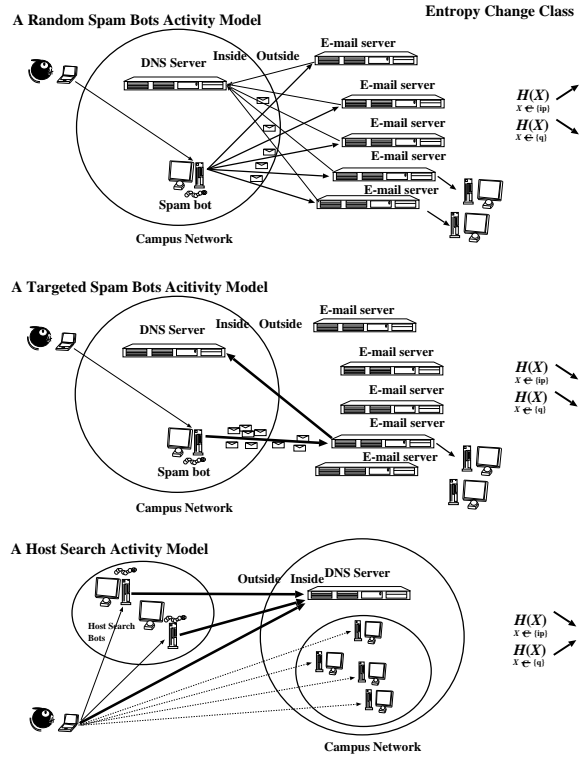 Entropy Change Class
A Random Spam Bots Activity Model
E-mail server
Inside Outside
DNS Server
E-mail server
H(X)
X ∈ {ip}
E-mail server
H(X)
X ∈ {q}
E-mail server
E-mail server
Spam bot
Campus Network
A Targeted Spam Bots Acitivity Model
E-mail server
Inside Outside
DNS Server
E-mail server
H(X)
X ∈ {ip}
E-mail server
H(X)
X ∈ {q}
E-mail server
E-mail server
Spam bot
Campus Network
A Host Search Activity Model
Outside Inside
DNS Server
Host Search
Bots
H(X)
X ∈ {ip}
H(X)
X ∈ {q}
Campus Network